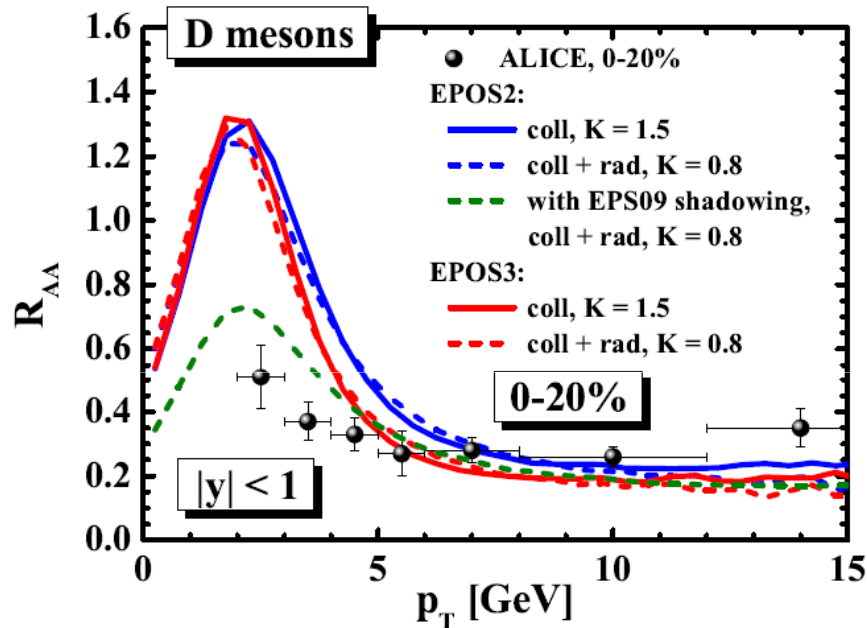 D mesons
ALICE, 0-20%
EPOS2:
coll, K = 1.5
coll + rad, K = 0.8
with EPS09 shadowing,
coll + rad, K = 0.8
EPOS3:
coll, K = 1.5
coll + rad, K = 0.8
0-20%
|y| < 1
R_AA
1.6
1.4
1.2
1.0
0.8
0.6
0.4
0.2
0.0
0
5
10
15
p_T [GeV]